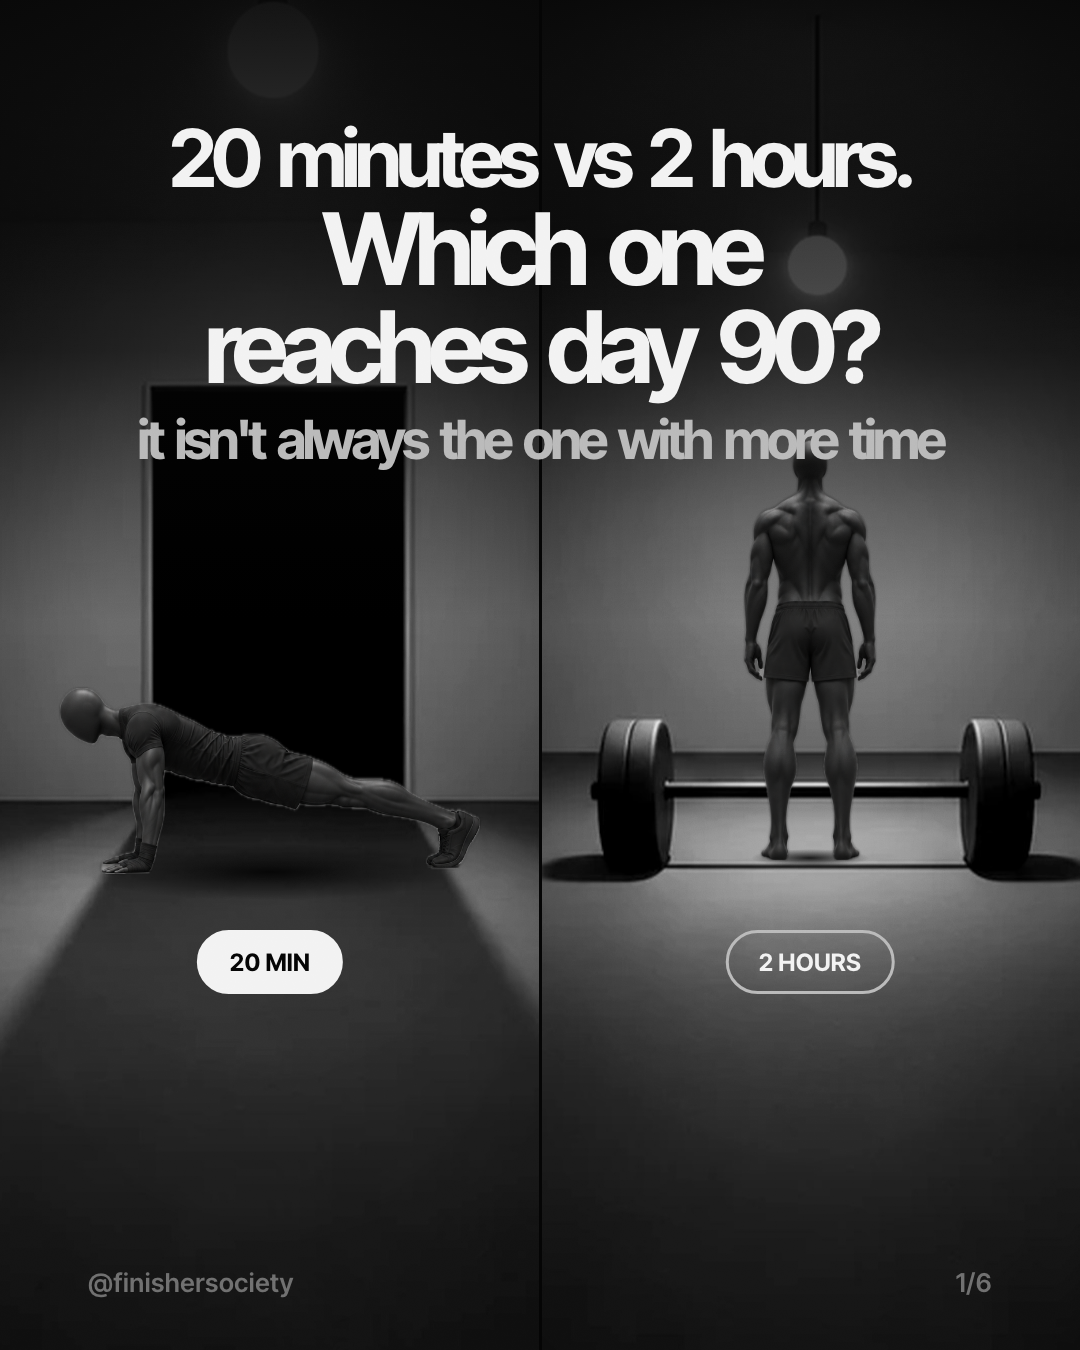 20 minutes vs 2 hours.
Which one
reaches day 90?
it isn't always the one with more time
20 MIN
2 HOURS
@finishersociety
1/6